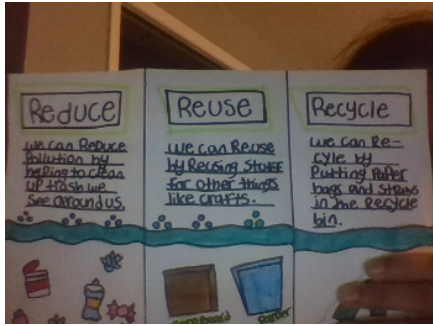 Reduce
we can Reduce
Pollution by
helping to clean
up trash we
see around us.
Reuse
we can Reuse
by Reusing Stuff
for other things
like crafts.
Recycle
we can Re-
cyle by
Putting Paper
bags and straws
in the Recycle
bin.